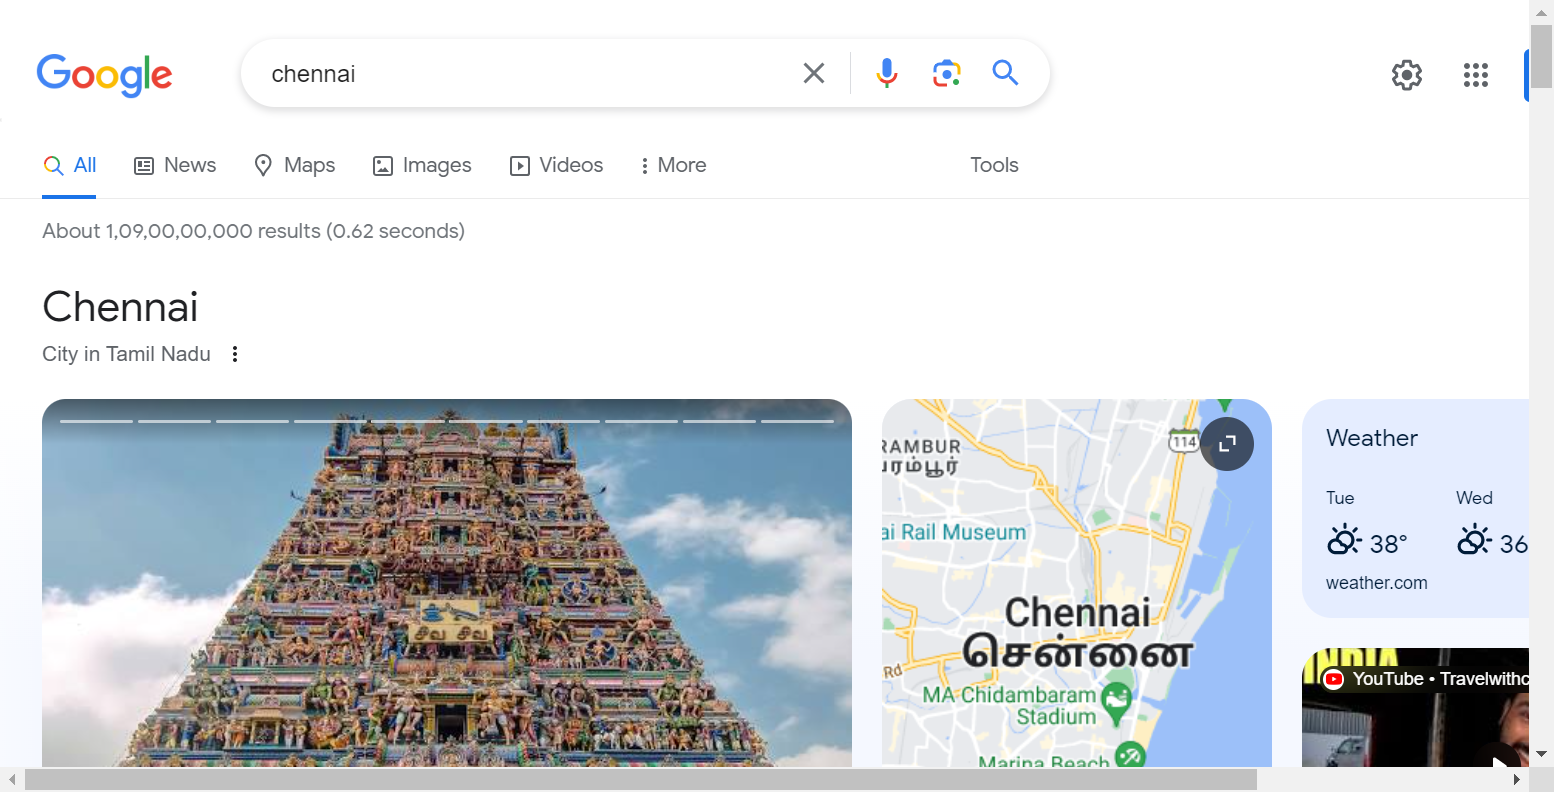 Google
chennai
All
News
Maps
Images
Videos
More
Tools
About 1,09,00,00,000 results (0.62 seconds)
Chennai
City in Tamil Nadu
சிவ சிவ
RAMBUR
114
ai Rail Museum
Chennai
சென்னை
Rd
MA Chidambaram
Stadium
Marina Beach
Weather
Tue
Wed
38°
36
weather.com
INDIA
YouTube • Travelwithc